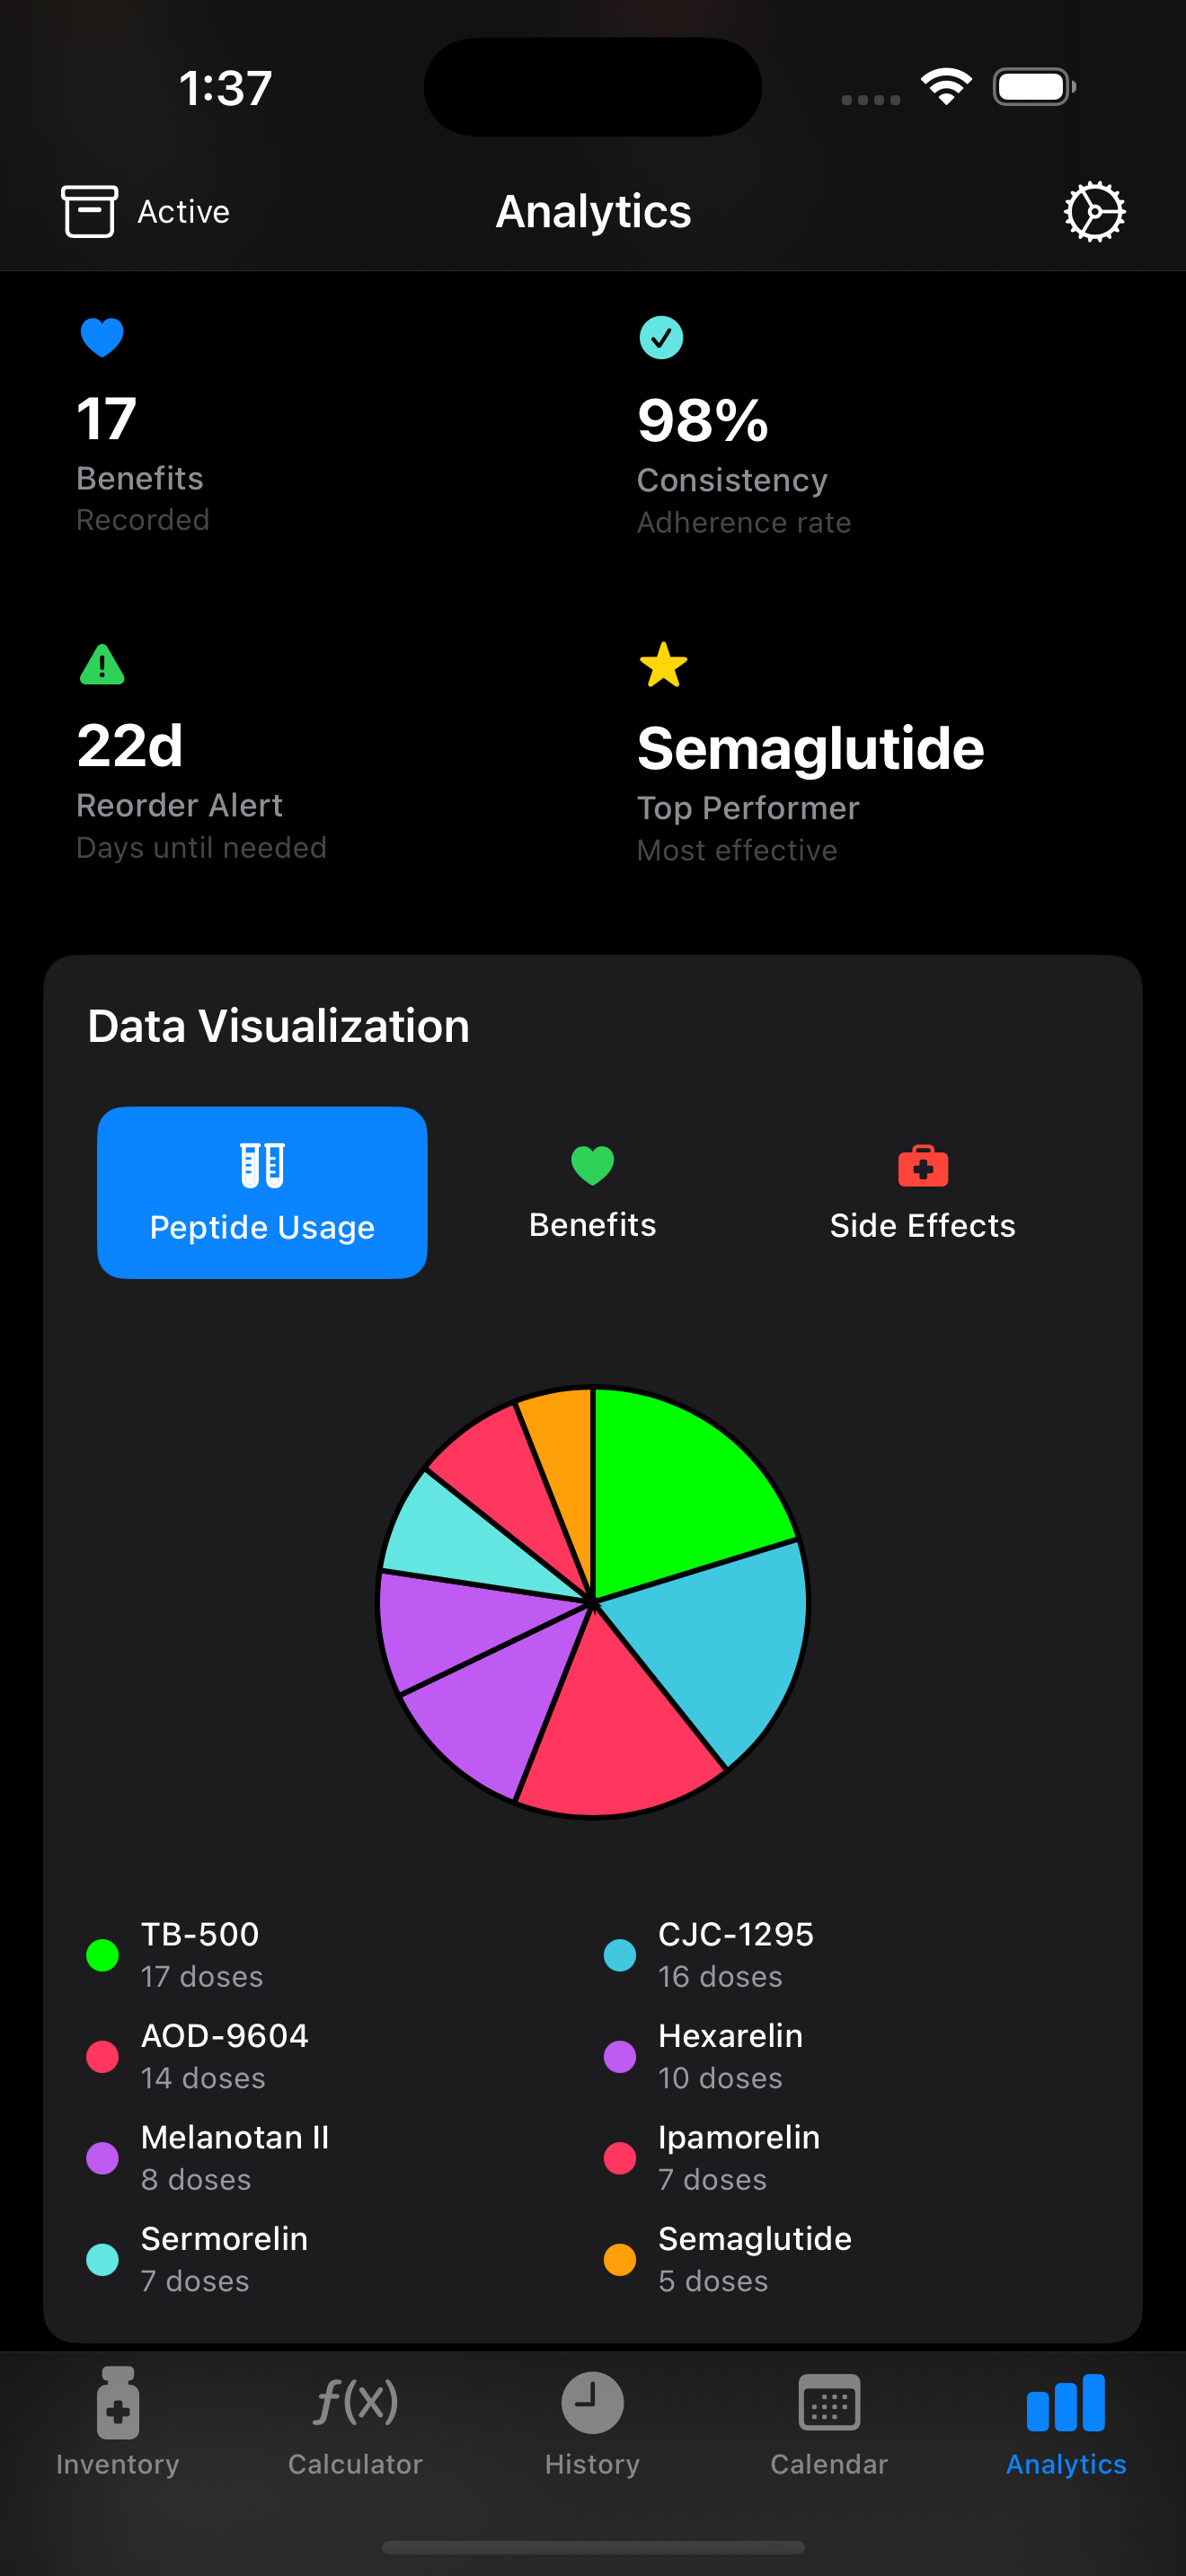 1:37
Active
Analytics
17
Benefits
Recorded
98%
Consistency
Adherence rate
22d
Reorder Alert
Days until needed
Semaglutide
Top Performer
Most effective
Data Visualization
Peptide Usage
Benefits
Side Effects
TB-500
17 doses
CJC-1295
16 doses
AOD-9604
14 doses
Hexarelin
10 doses
Melanotan II
8 doses
Ipamorelin
7 doses
Sermorelin
7 doses
Semaglutide
5 doses
f(x)
Inventory
Calculator
History
Calendar
Analytics